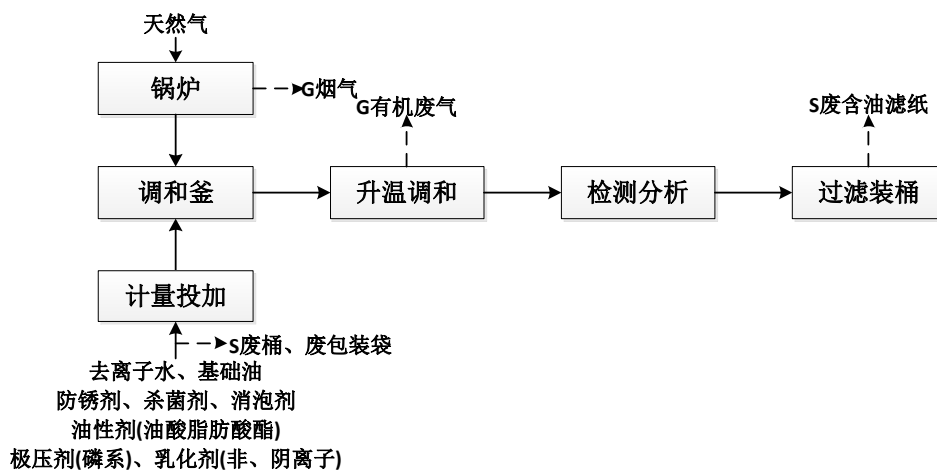 天然气
锅炉
G烟气
G有机废气
S废含油滤纸
调和釜
升温调和
检测分析
过滤装桶
计量投加
S废桶、废包装袋
去离子水、基础油
防锈剂、杀菌剂、消泡剂
油性剂(油酸脂肪酸酯)
极压剂(磷系)、乳化剂(非、阴离子)